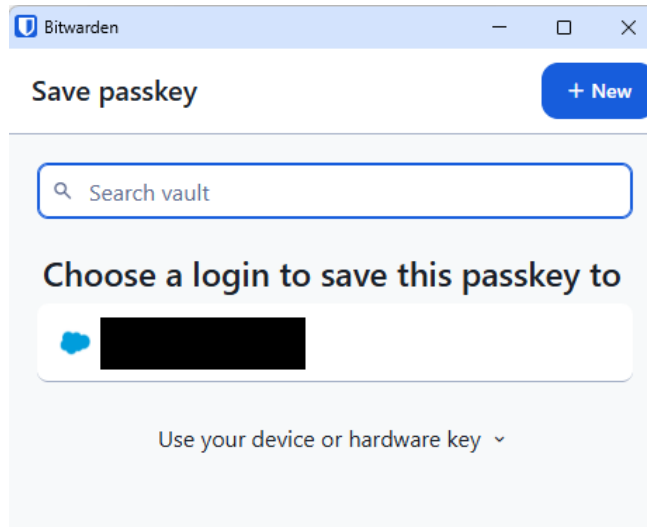 Bitwarden
Save passkey
+ New
Search vault
Choose a login to save this passkey to
Use your device or hardware key